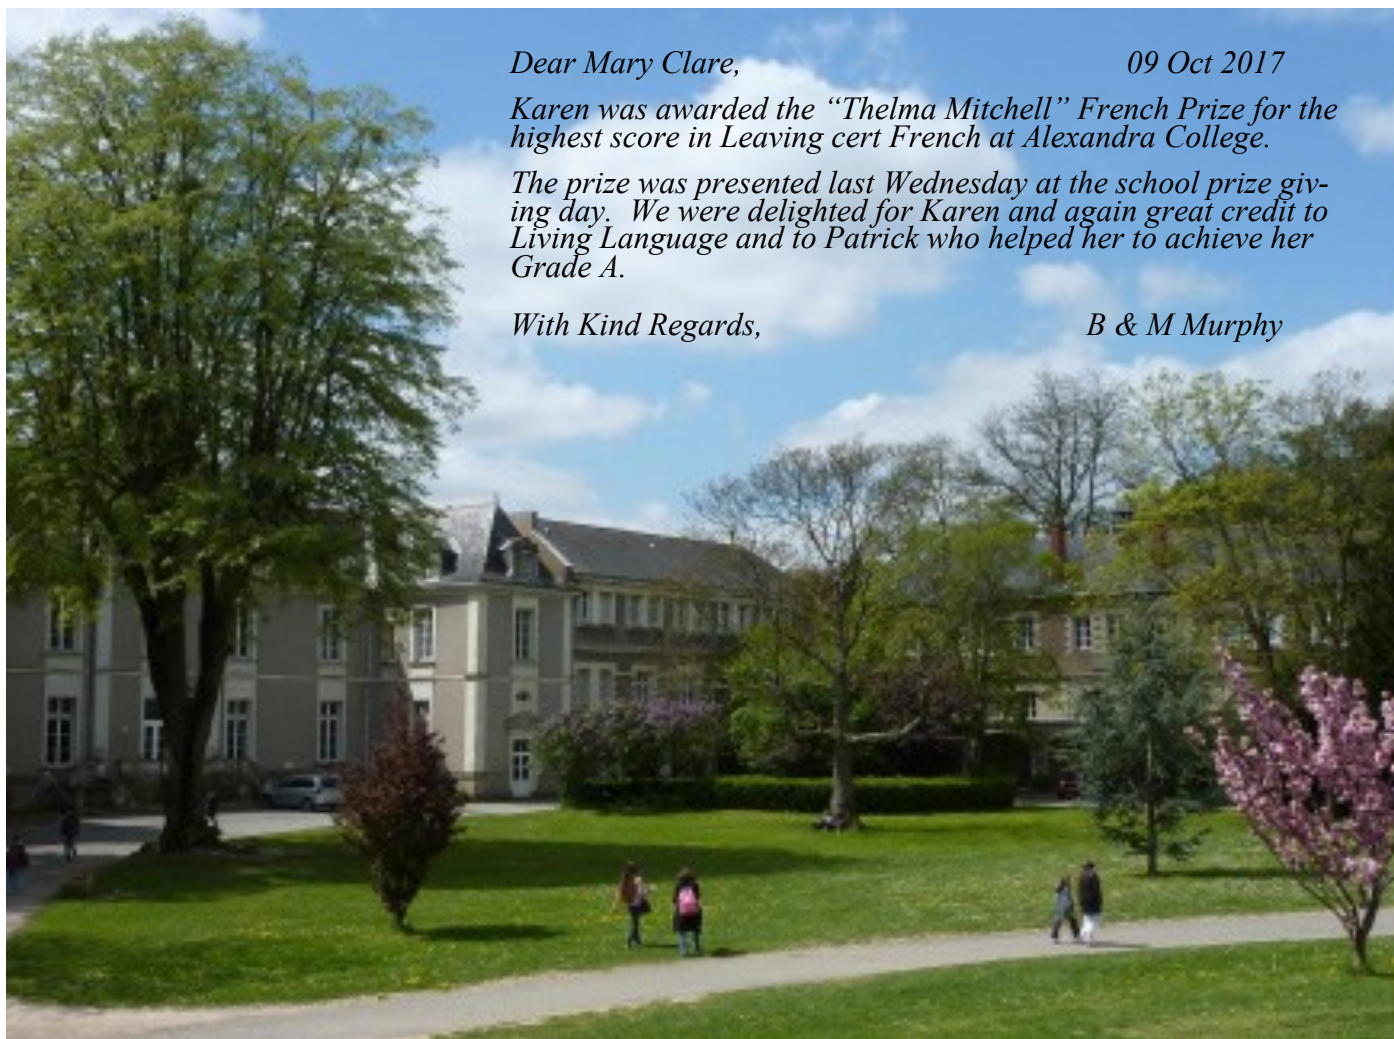 Dear Mary Clare, 09 Oct 2017
Karen was awarded the “Thelma Mitchell” French Prize for the
highest score in Leaving cert French at Alexandra College.
The prize was presented last Wednesday at the school prize giv-
ing day.  We were delighted for Karen and again great credit to
Living Language and to Patrick who helped her to achieve her
Grade A.
With Kind Regards, B & M Murphy